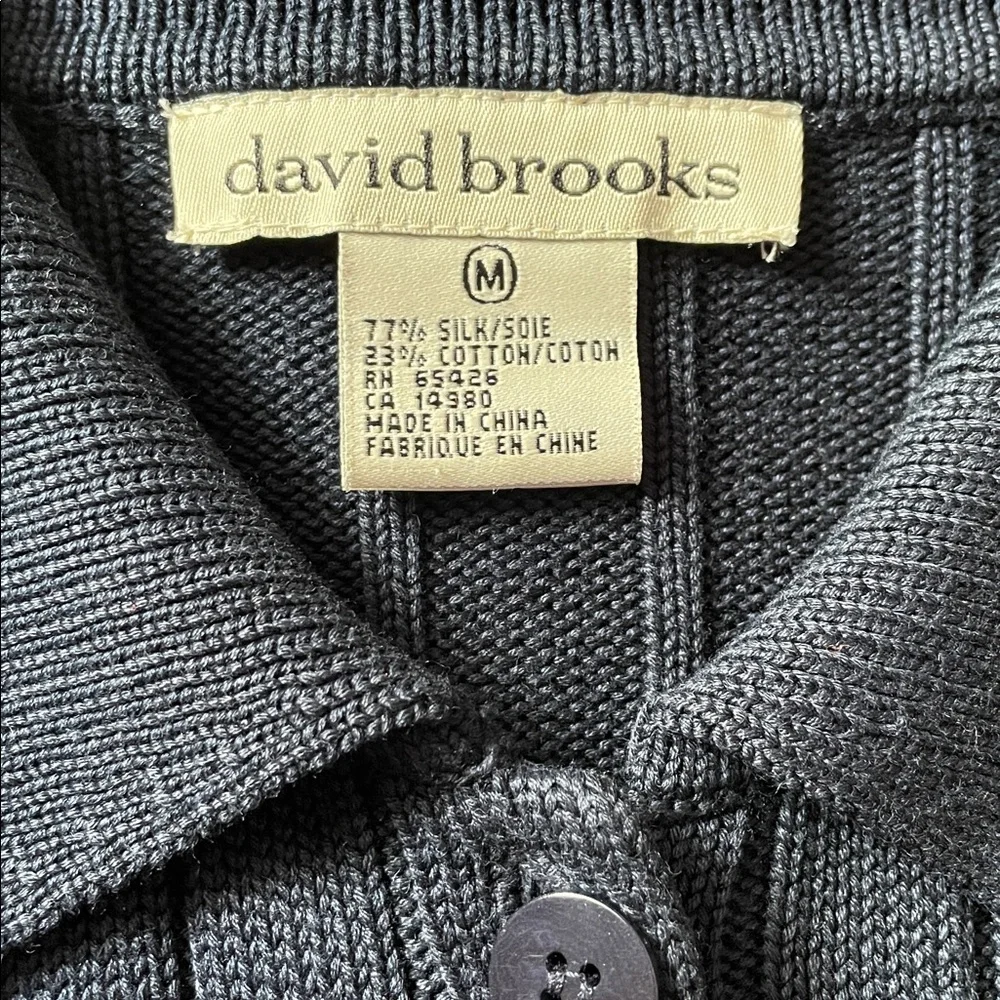 david brooks
M
77% SILK/SOIE
23% COTTON/COTON
RN 65426
CA 14980
MADE IN CHINA
FABRIQUE EN CHINE